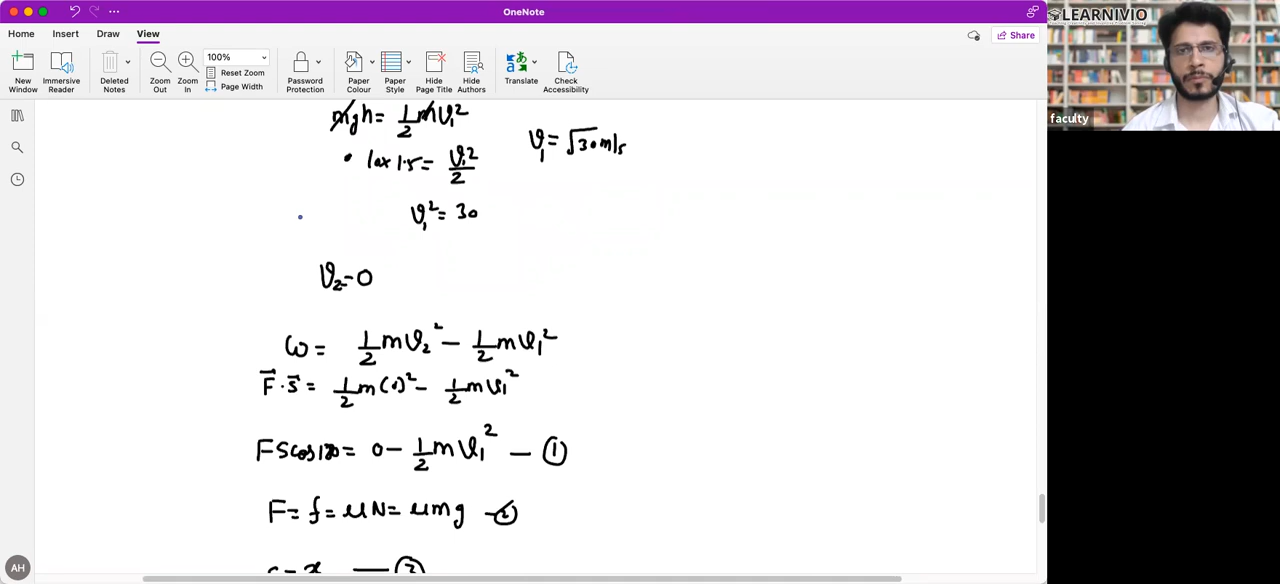 OneNote
Home Insert Draw View
Share
100%
New Window
Immersive Reader
Deleted Notes
Zoom Out
Zoom In
Reset Zoom
Page Width
Password Protection
Paper Colour
Paper Style
Hide Page Title
Hide Authors
Translate
Check Accessibility
LEARNIVIO
faculty
mgh = 1/2 mv₁²
v₁ = √30 m/s
10x1.5 = v₁²/2
v₁² = 30
v₂ = 0
ω = 1/2 mv₂² - 1/2 mv₁²
F⃗ · s⃗ = 1/2 m(0)² - 1/2 mv₁²
FScos180 = 0 - 1/2 mv₁² — ①
F = f = μN = μmg — ②
AH